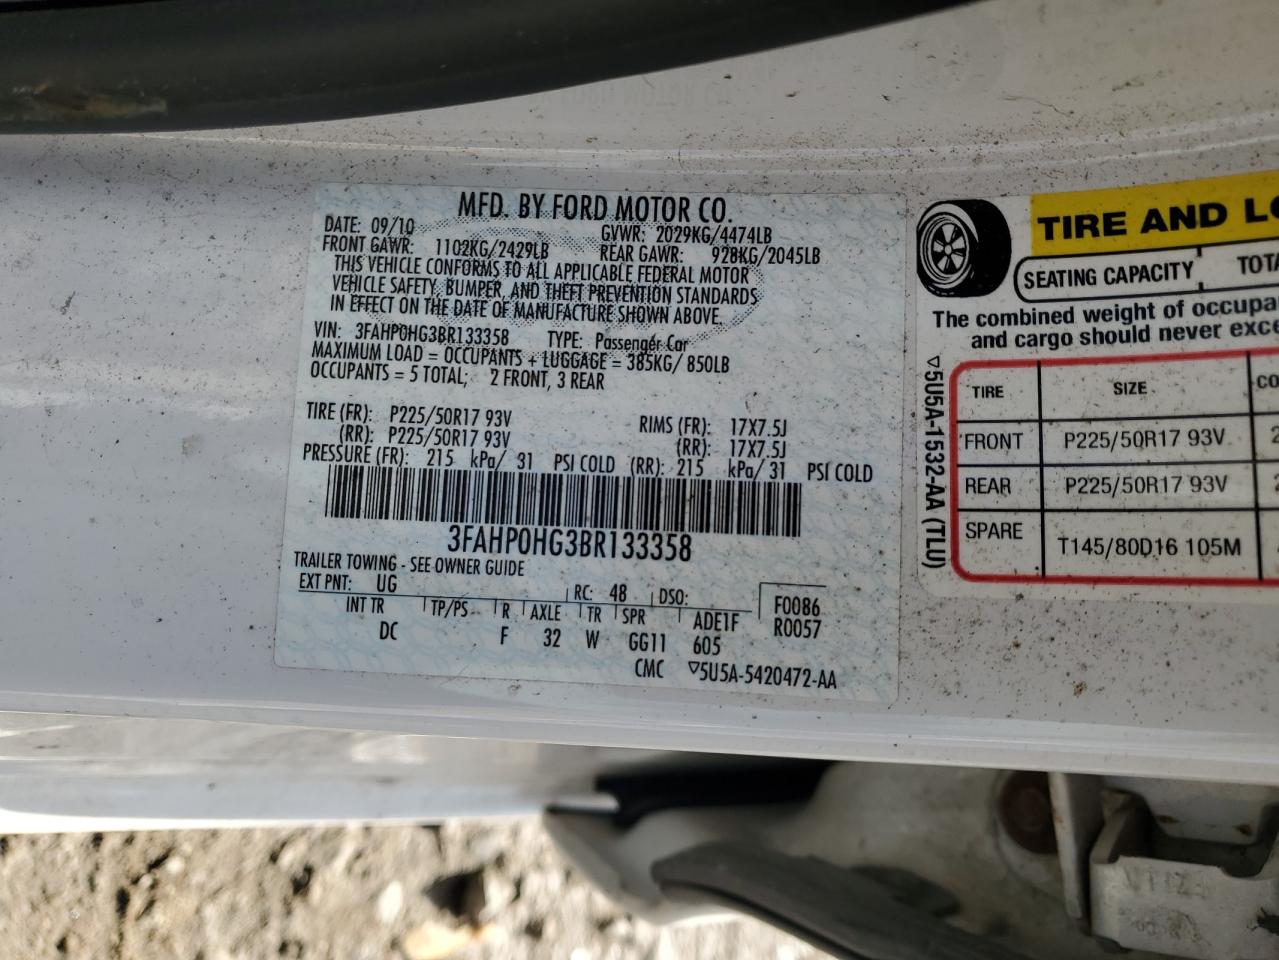 MFD. BY FORD MOTOR CO.
DATE: 09/10 GVWR: 2029KG/4474LB
FRONT GAWR: 1102KG/2429LB REAR GAWR: 928KG/2045LB
THIS VEHICLE CONFORMS TO ALL APPLICABLE FEDERAL MOTOR
VEHICLE SAFETY, BUMPER, AND THEFT PREVENTION STANDARDS
IN EFFECT ON THE DATE OF MANUFACTURE SHOWN ABOVE.
VIN: 3FAHP0HG3BR133358 TYPE: Passenger Car
MAXIMUM LOAD = OCCUPANTS + LUGGAGE = 385KG/ 850LB
OCCUPANTS = 5 TOTAL; 2 FRONT, 3 REAR
TIRE (FR): P225/50R17 93V RIMS (FR): 17X7.5J
(RR): P225/50R17 93V (RR): 17X7.5J
PRESSURE (FR): 215 kPa/ 31 PSI COLD (RR): 215 kPa/ 31 PSI COLD
3FAHP0HG3BR133358
TRAILER TOWING - SEE OWNER GUIDE
EXT PNT: UG RC: 48 DSO: F0086
INT TR TP/PS R AXLE TR SPR ADE1F R0057
DC F 32 W GG11 605
CMC ▽5U5A-5420472-AA
TIRE AND
SEATING CAPACITY
The combined weight of
and cargo should never
▽5U5A-1532-AA (TLU)
TIRE SIZE
FRONT P225/50R17 93V
REAR P225/50R17 93V
SPARE T145/80D16 105M